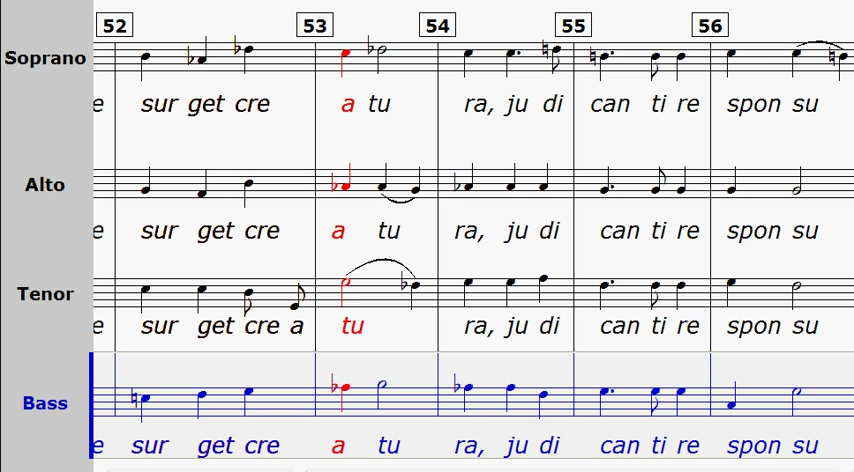 52 53 54 55 56
Soprano
e sur get cre a tu ra, ju di can ti re spon su
Alto
e sur get cre a tu ra, ju di can ti re spon su
Tenor
e sur get cre a tu ra, ju di can ti re spon su
Bass
e sur get cre a tu ra, ju di can ti re spon su